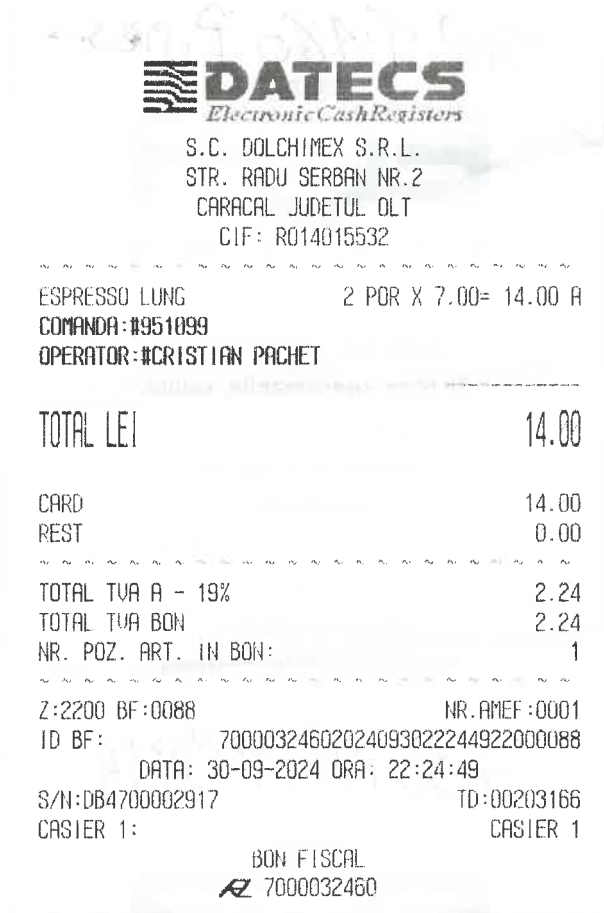 DATECS
Electronic Cash Registers
S.C. DOLCHIMEX S.R.L.
STR. RADU SERBAN NR.2
CARACAL JUDETUL OLT
CIF: RO14015532
ESPRESSO LUNG 2 POR X 7.00= 14.00 A
COMANDA:#951099
OPERATOR:#CRISTIAN PACHET
TOTAL LEI 14.00
CARD 14.00
REST 0.00
TOTAL TVA A - 19% 2.24
TOTAL TVA BON 2.24
NR. POZ. ART. IN BON: 1
Z:2200 BF:0088 NR.AMEF:0001
ID BF: 70000324602024093022244922000088
DATA: 30-09-2024 ORA: 22:24:49
S/N:DB4700002917 TD:00203166
CASIER 1: CASIER 1
BON FISCAL
7000032460